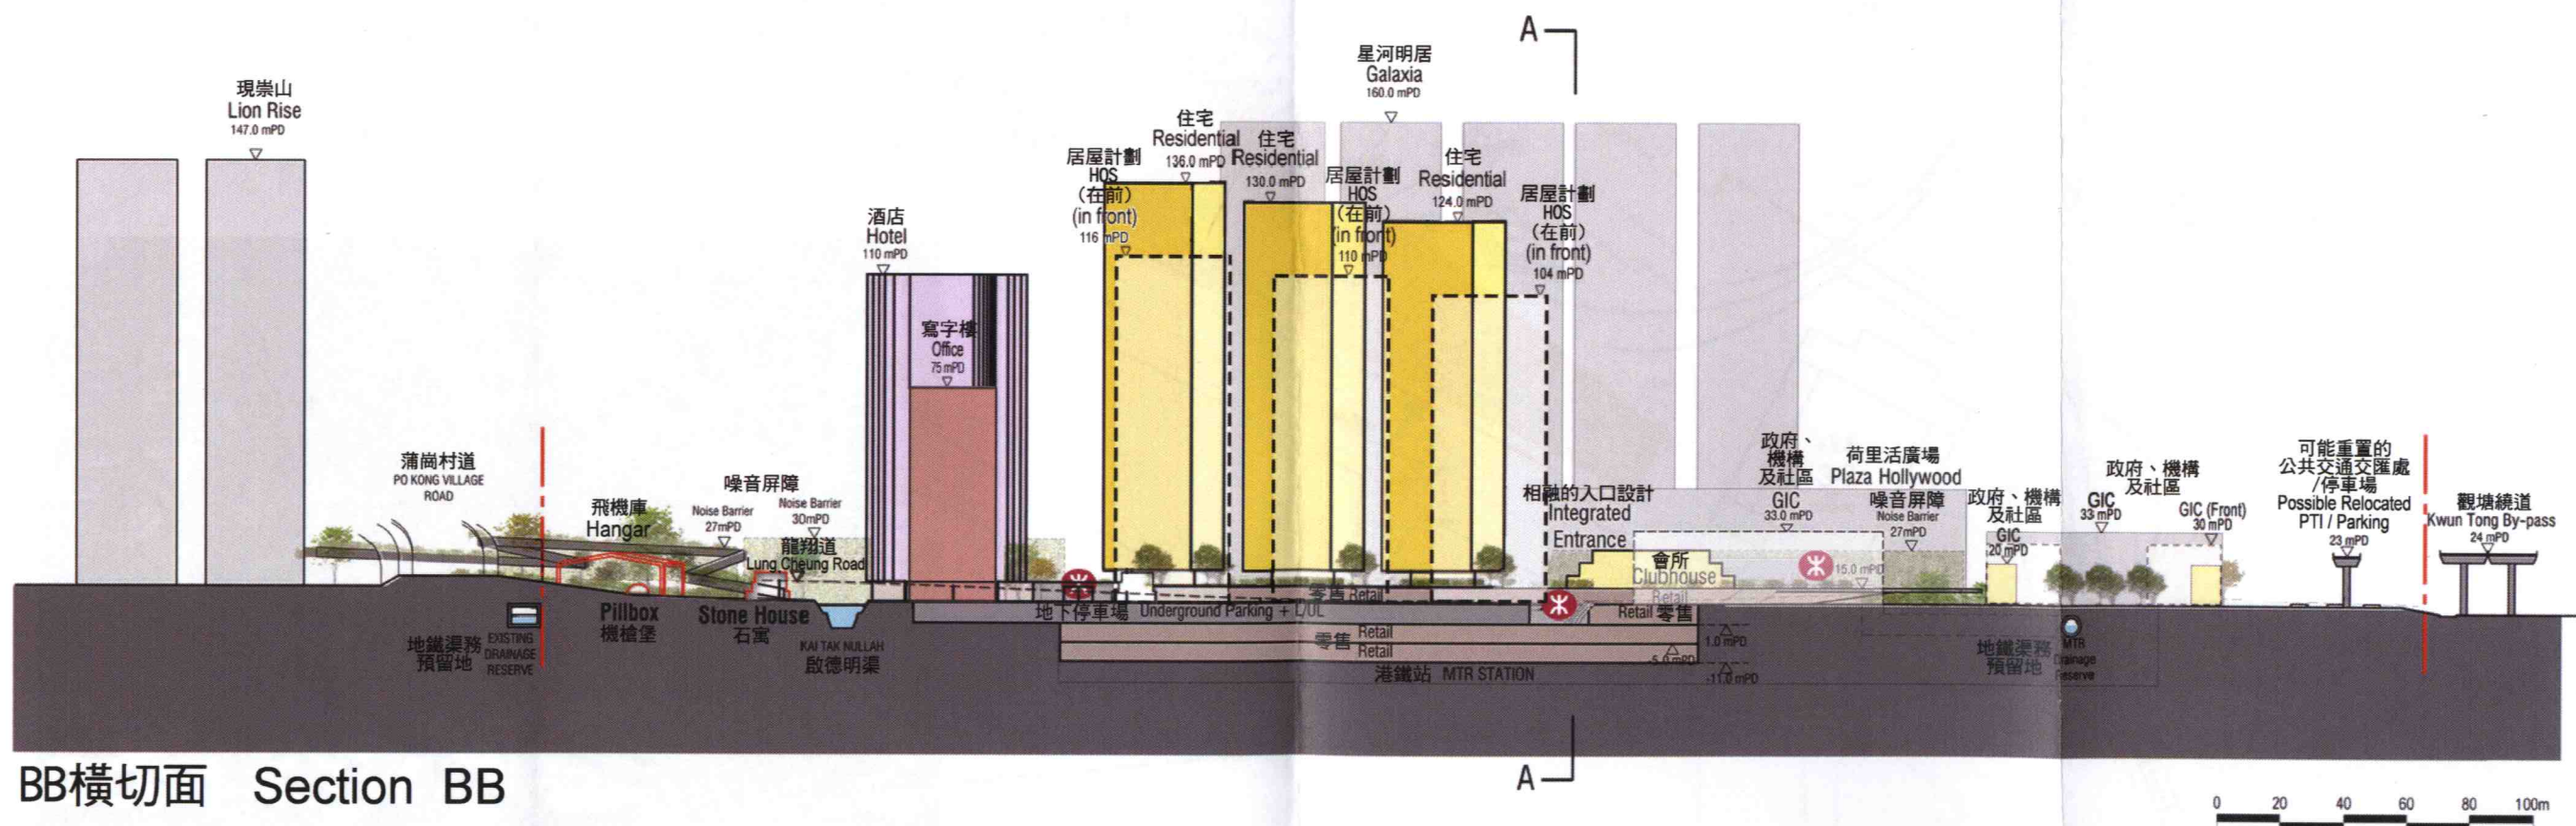 A
星河明居
Galaxia
160.0 mPD
現崇山
Lion Rise
147.0 mPD
住宅
Residential
136.0 mPD
住宅
Residential
130.0 mPD
住宅
Residential
124.0 mPD
居屋計劃
HOS
（在前）
(in front)
116 mPD
居屋計劃
HOS
（在前）
(in front)
110 mPD
居屋計劃
HOS
（在前）
(in front)
104 mPD
酒店
Hotel
110 mPD
寫字樓
Office
75 mPD
蒲崗村道
PO KONG VILLAGE
ROAD
飛機庫
Hangar
噪音屏障
Noise Barrier
27mPD
Noise Barrier
30mPD
龍翔道
Lung Cheung Road
相融的入口設計
Integrated
Entrance
政府、
機構
及社區
GIC
33.0 mPD
荷里活廣場
Plaza Hollywood
噪音屏障
Noise Barrier
27mPD
政府、機構
及社區
GIC
20 mPD
政府、機構
及社區
GIC
33 mPD
GIC (Front)
30 mPD
可能重置的
公共交通交匯處
/停車場
Possible Relocated
PTI / Parking
23 mPD
觀塘繞道
Kwun Tong By-pass
24 mPD
會所
Clubhouse
15.0 mPD
零售 Retail
Retail
Pillbox
機槍堡
Stone House
石寓
地下停車場 Underground Parking + L/UL
Retail 零售
地鐵渠務
預留地
EXISTING
DRAINAGE
RESERVE
KAI TAK NULLAH
啟德明渠
Retail
零售
Retail
1.0 mPD
-5.0 mPD
-11.0 mPD
港鐵站 MTR STATION
地鐵渠務
預留地
MTR
Drainage
Reserve
A
BB橫切面 Section BB
0 20 40 60 80 100m